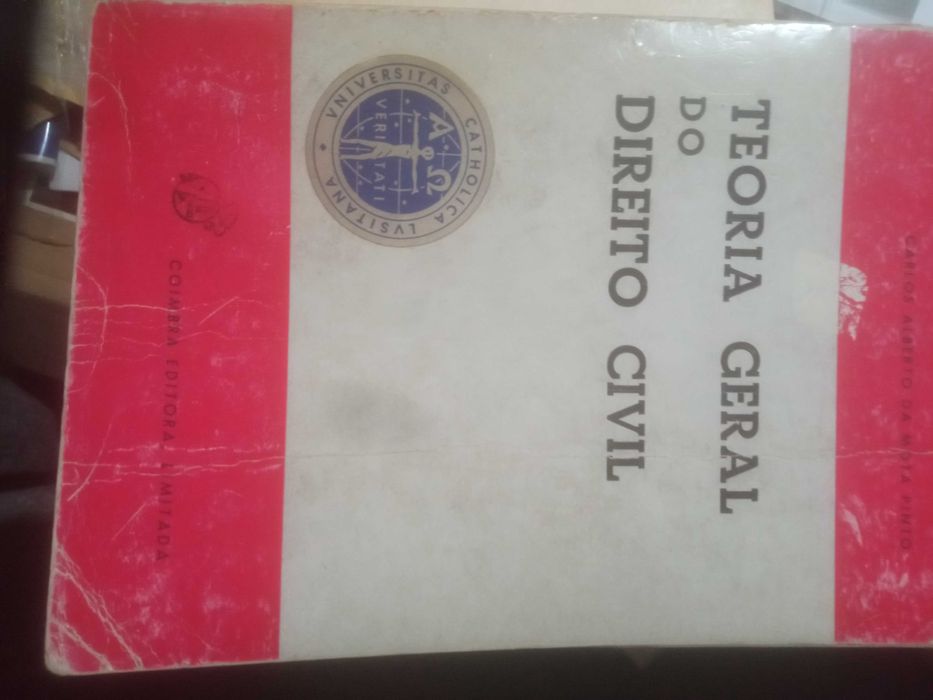 CARLOS ALBERTO DA MOTA PINTO
TEORIA GERAL
DO
DIREITO CIVIL
VNIVERSITAS CATHOLICA LVSITANA
VERITATI
Α Ω
COIMBRA EDITORA, LIMITADA